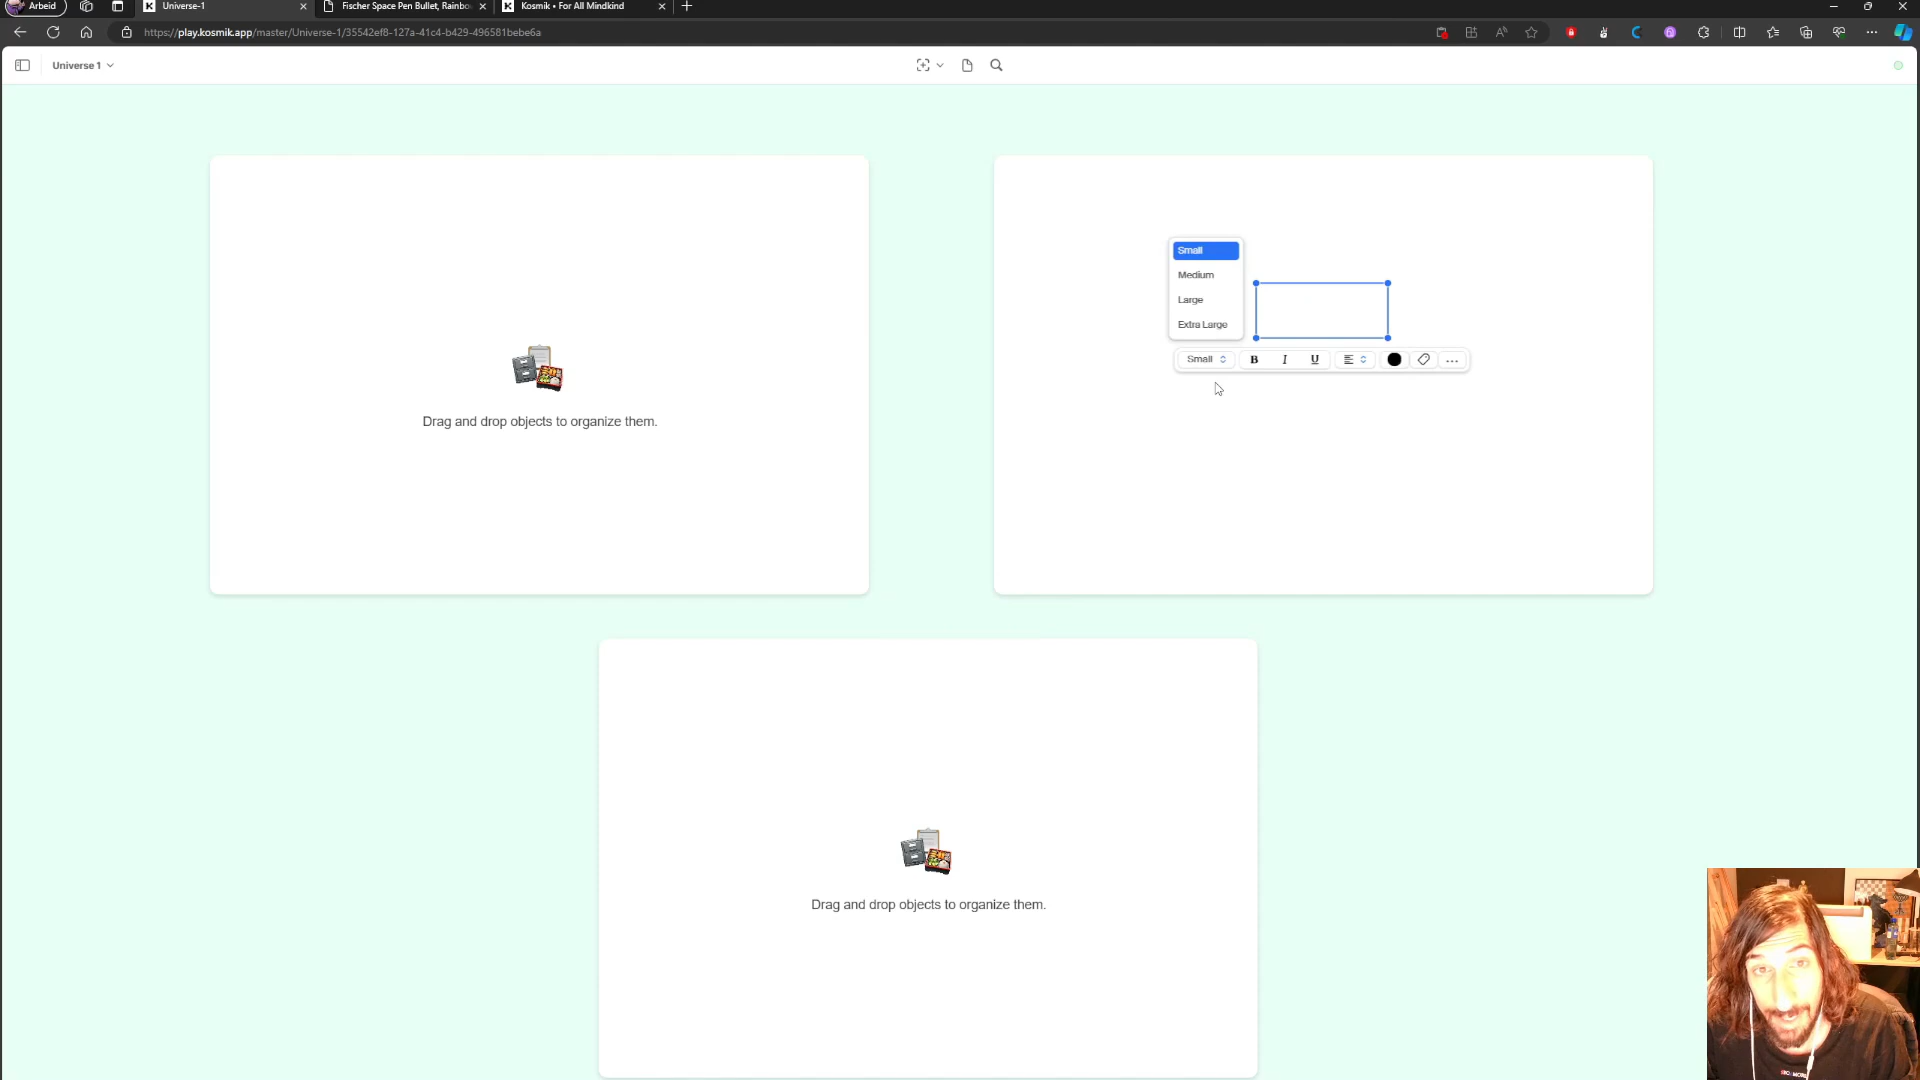 Arbeid
Universe-1
Fischer Space Pen Bullet, Rainbo
Kosmik • For All Mindkind
https://play.kosmik.app/master/Universe-1/35542ef8-127a-41c4-b429-496581bebe6a
Universe 1
Small
Medium
Large
Extra Large
Small
B
I
U
Drag and drop objects to organize them.
Drag and drop objects to organize them.